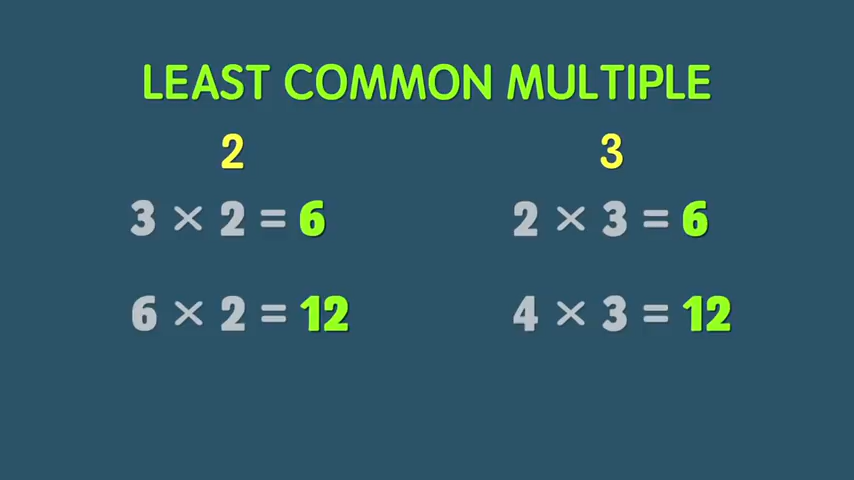 LEAST COMMON MULTIPLE
2 3
3 × 2 = 6 2 × 3 = 6
6 × 2 = 12 4 × 3 = 12